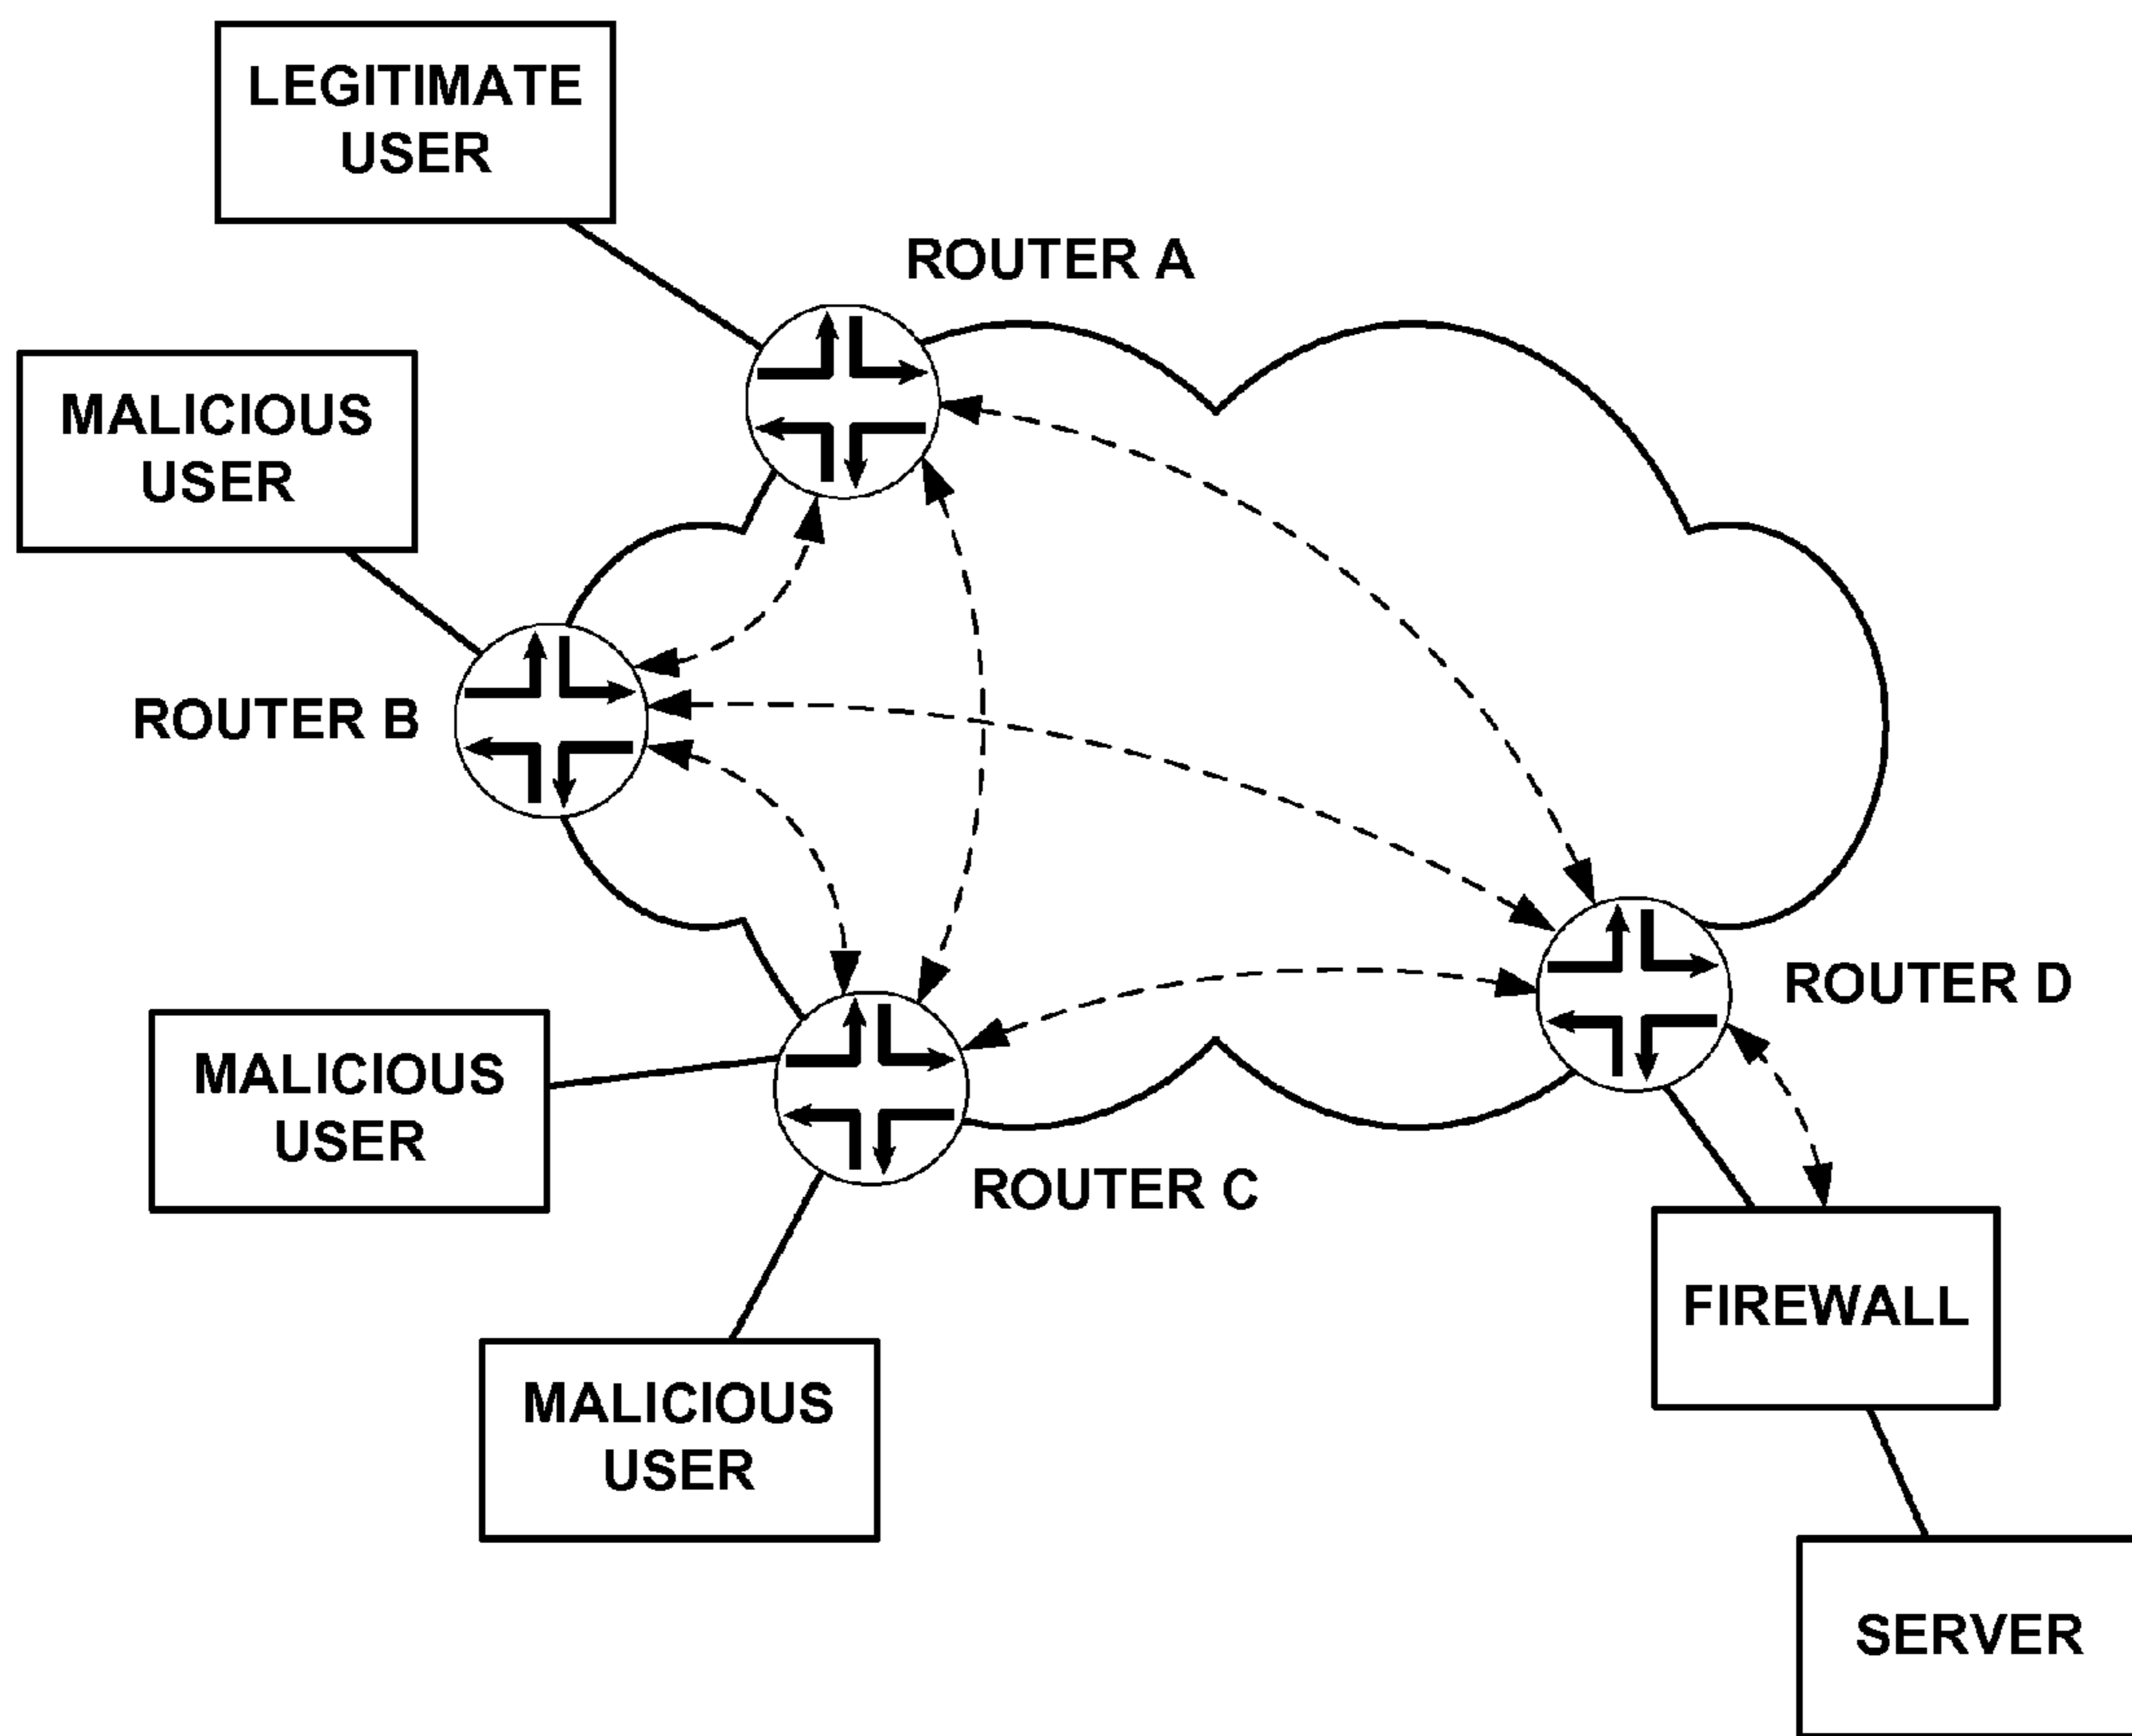 LEGITIMATE
USER
ROUTER A
MALICIOUS
USER
ROUTER B
MALICIOUS
USER
ROUTER C
ROUTER D
MALICIOUS
USER
FIREWALL
SERVER